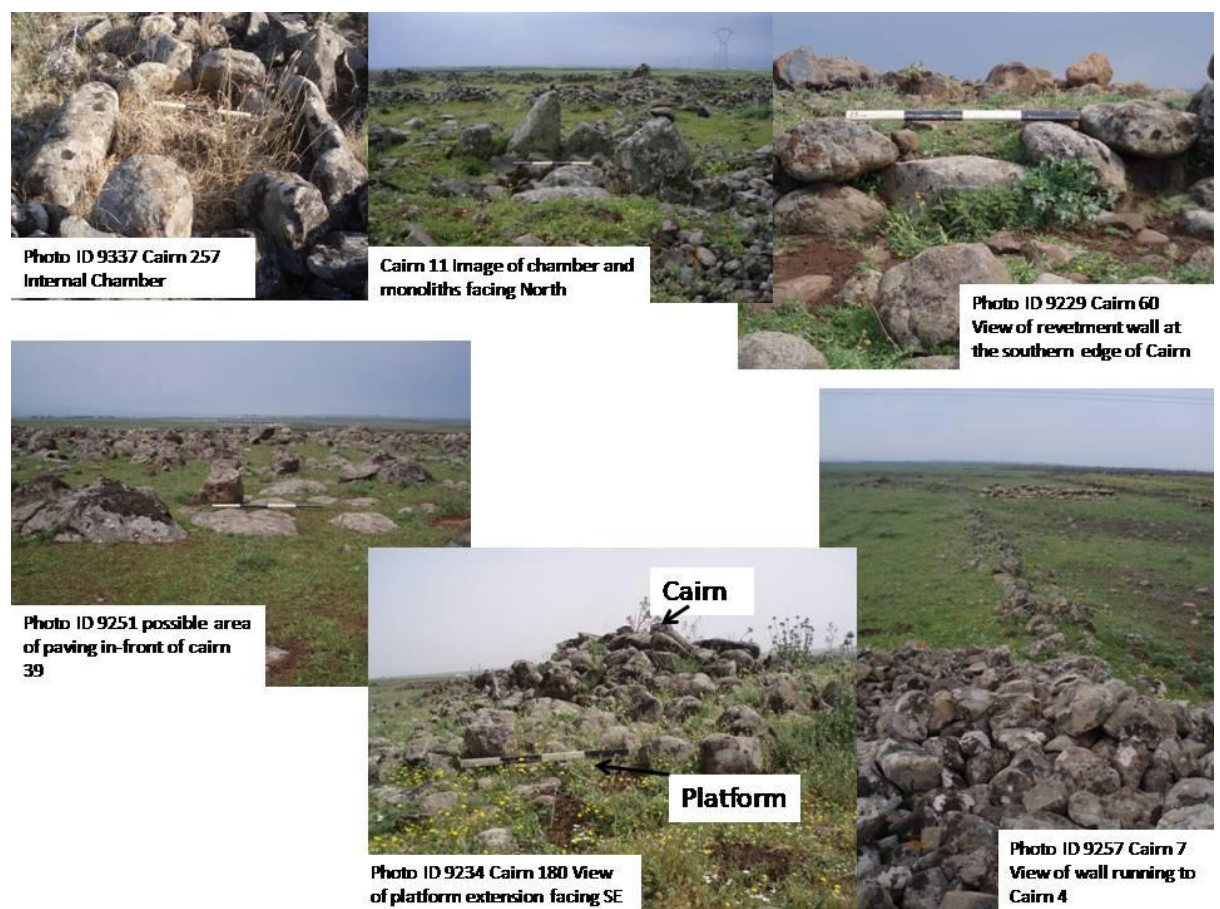 Photo ID 9337 Cairn 257
Internal Chamber
Cairn 11 Image of chamber and
monoliths facing North
Photo ID 9229 Cairn 60
View of revetment wall at
the southern edge of Cairn
Photo ID 9251 possible area
of paving in-front of cairn
39
Cairn
Platform
Photo ID 9234 Cairn 180 View
of platform extension facing SE
Photo ID 9257 Cairn 7
View of wall running to
Cairn 4